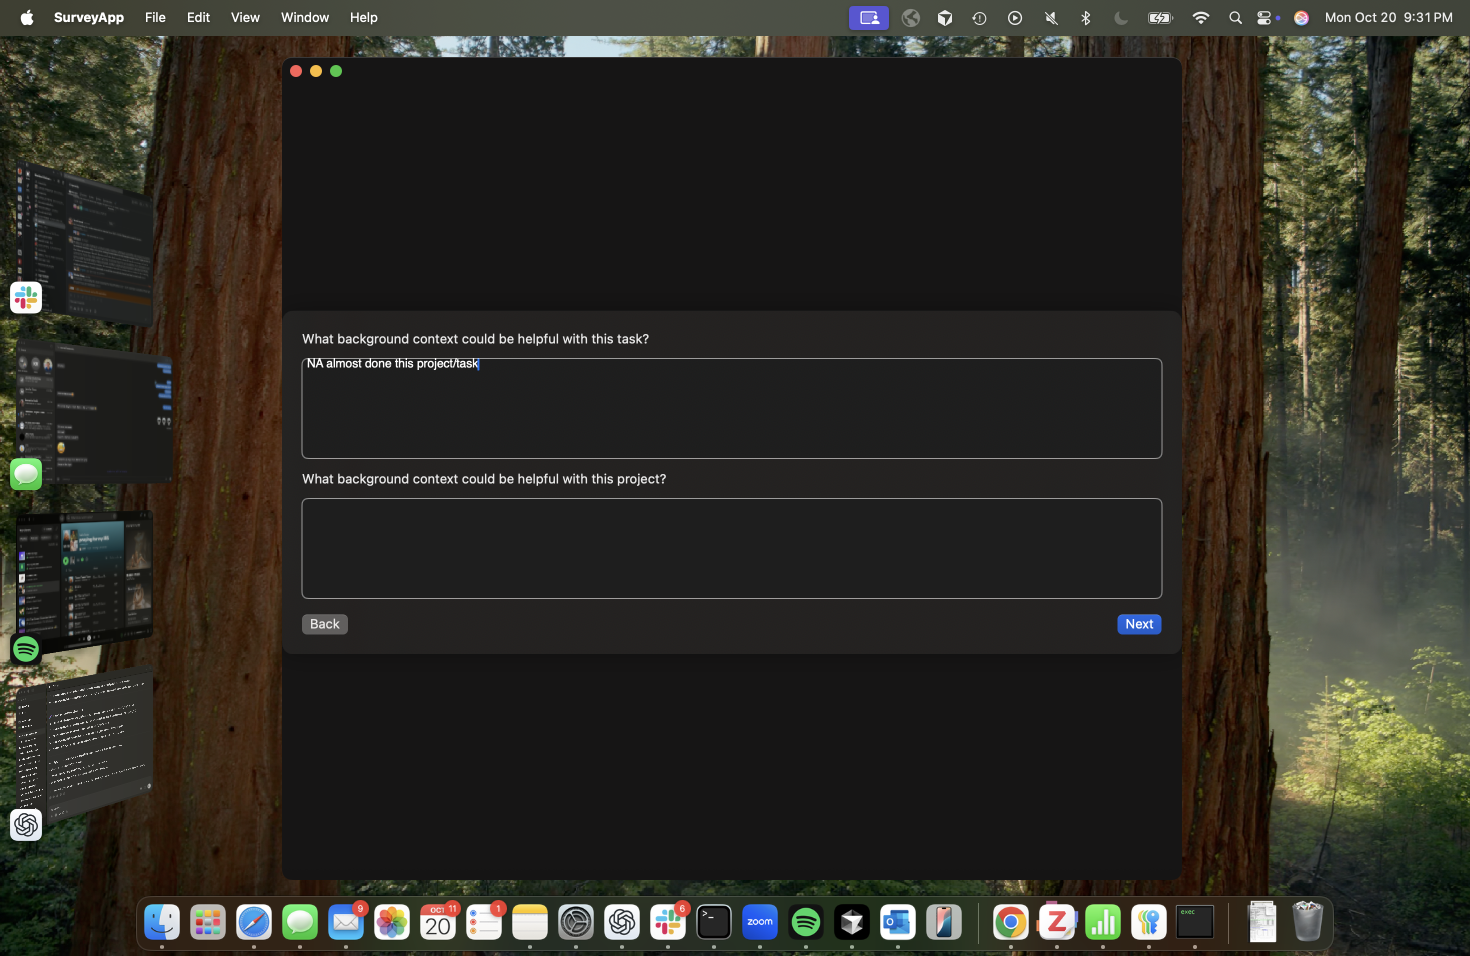 SurveyApp File Edit View Window Help Mon Oct 20 9:31 PM
What background context could be helpful with this task?
NA almost done this project/task
What background context could be helpful with this project?
Back Next
9 OCT 11 1 6
20 zoom Z exec